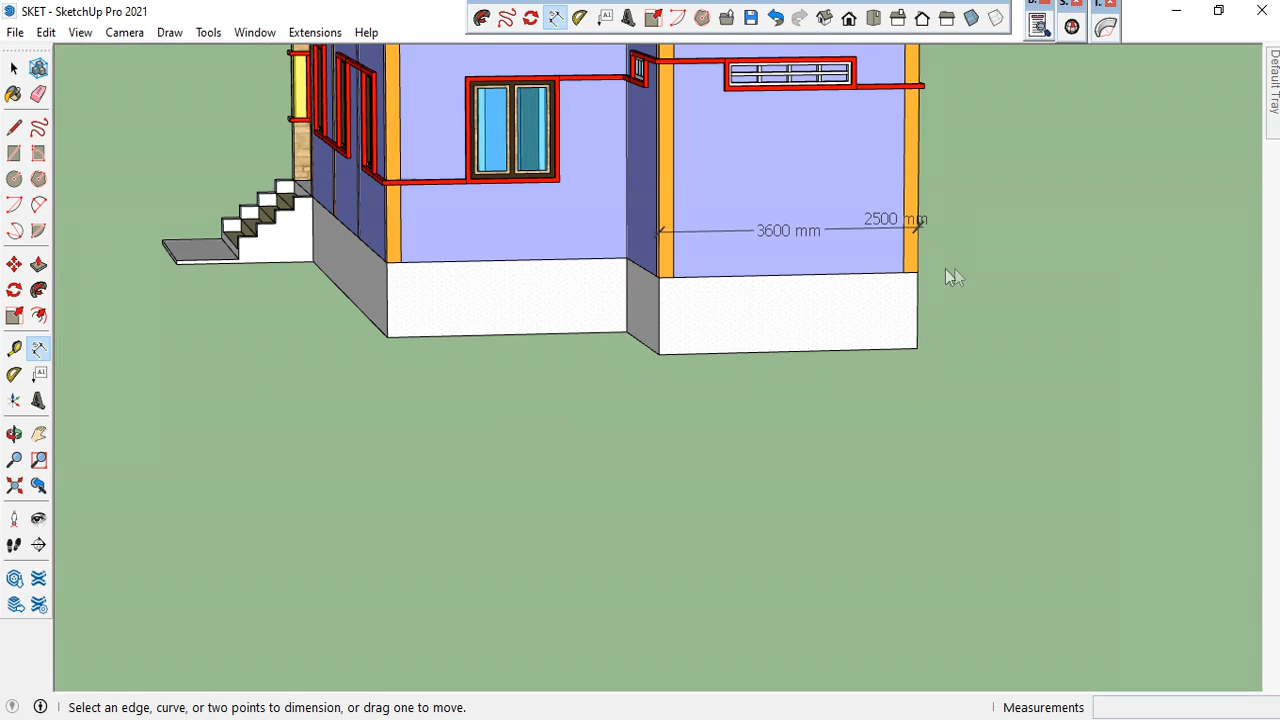 SKET - SketchUp Pro 2021
File Edit View Camera Draw Tools Window Extensions Help
Default Tray
2500 mm
3600 mm
Select an edge, curve, or two points to dimension, or drag one to move.
Measurements